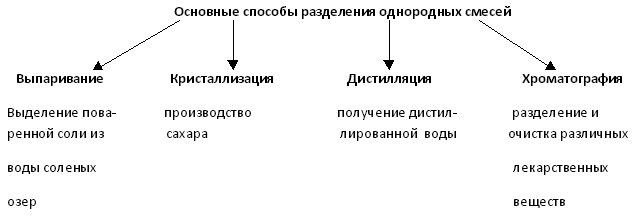 Основные способы разделения однородных смесей
Выпаривание
Выделение пова-
ренной соли из
воды соленых
озер
Кристаллизация
производство
сахара
Дистилляция
получение дистил-
лированной воды
Хроматография
разделение и
очистка различных
лекарственных
веществ